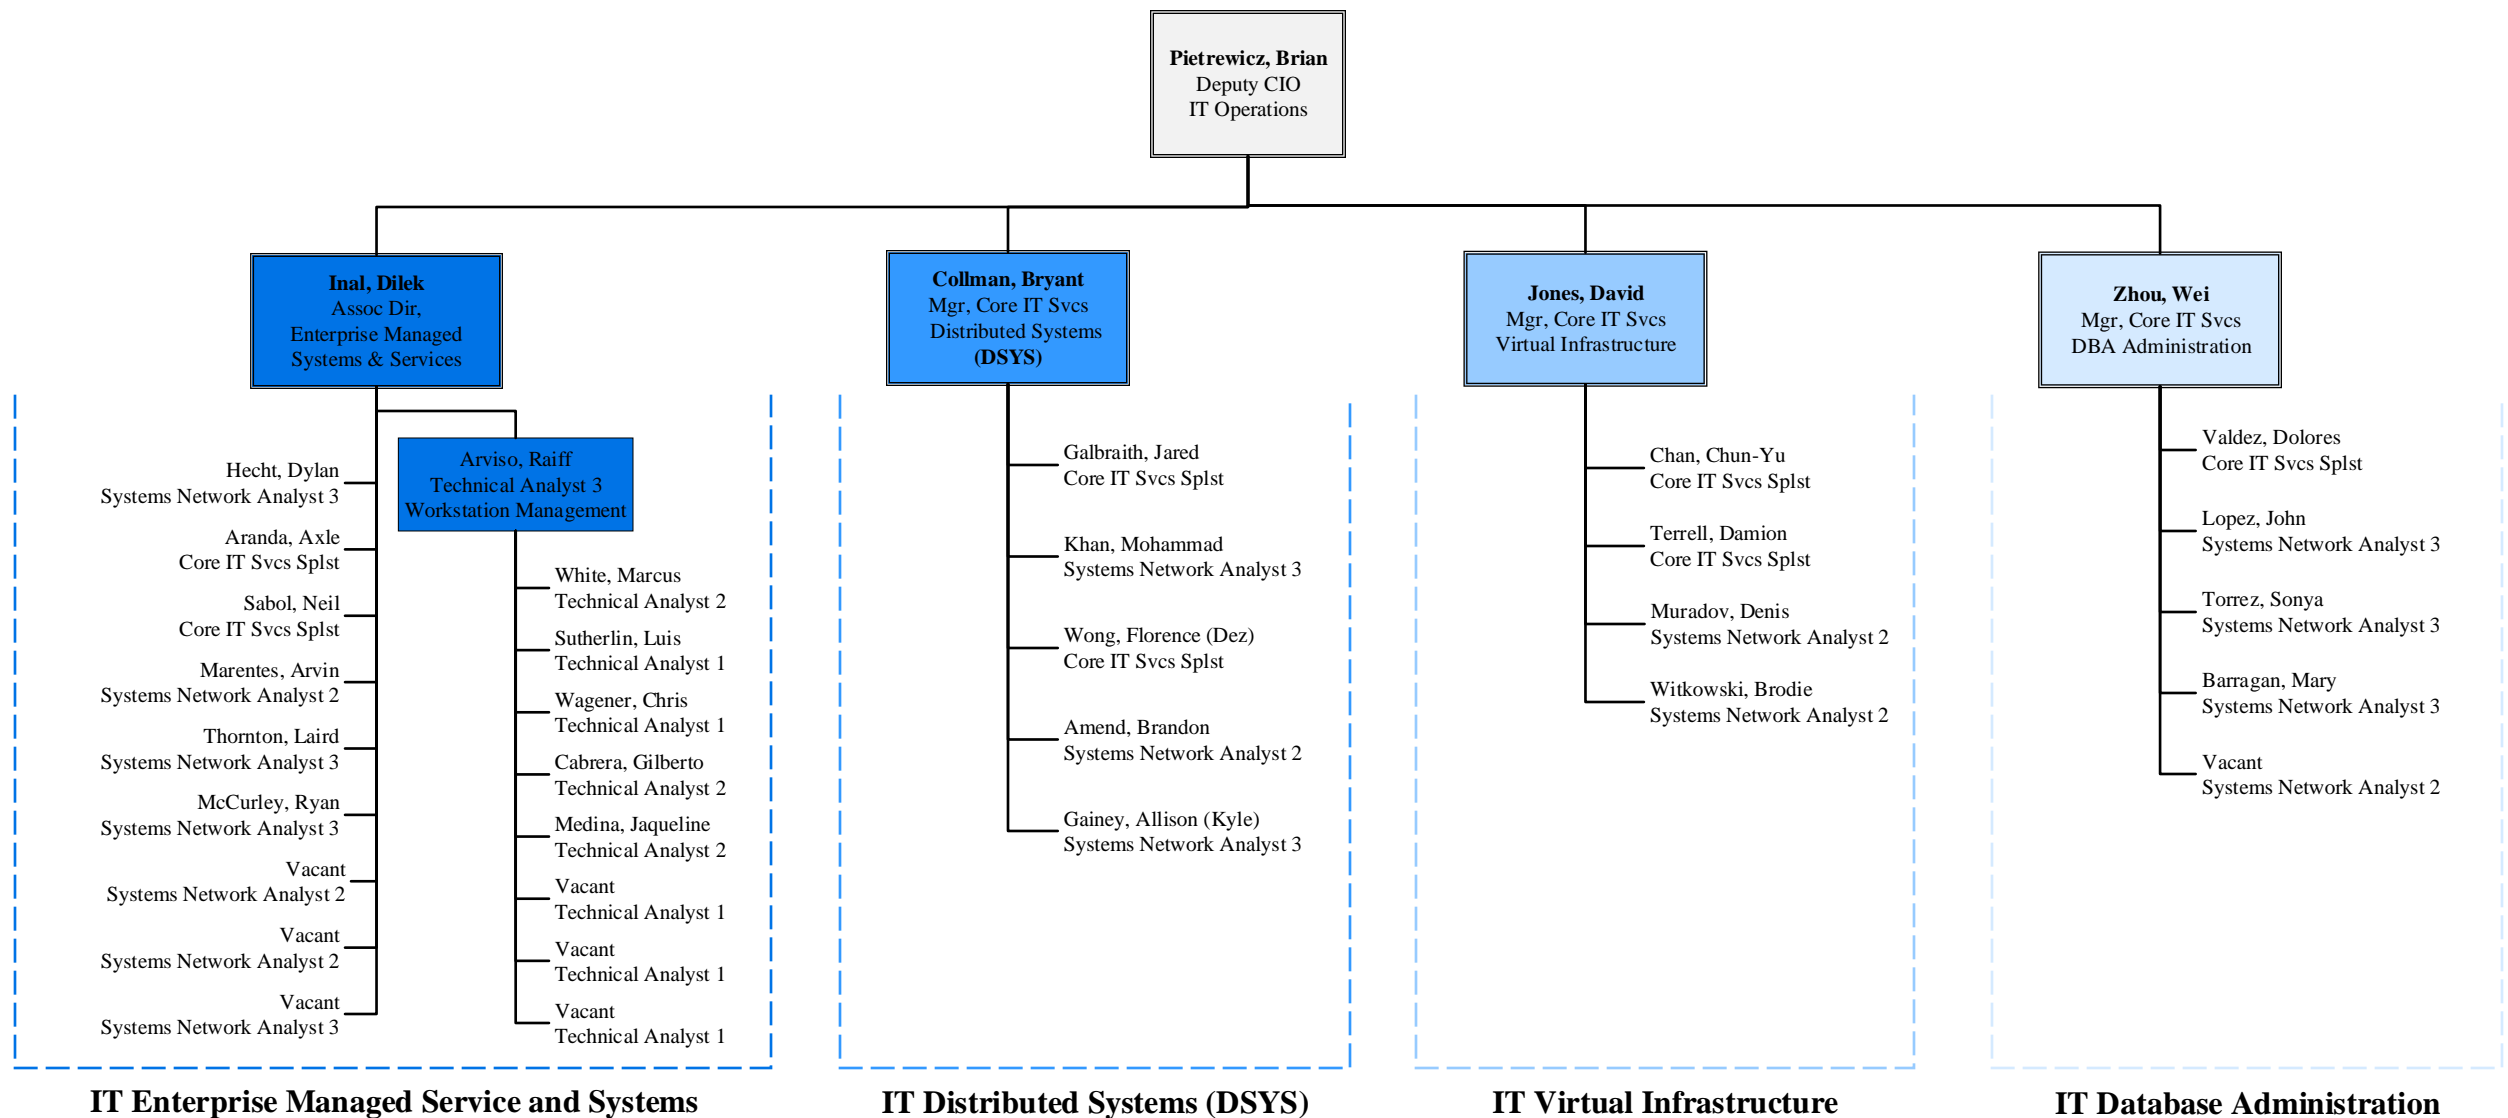 Pietrewicz, Brian
Deputy CIO
IT Operations
Inal, Dilek
Assoc Dir,
Enterprise Managed
Systems & Services
Hecht, Dylan
Systems Network Analyst 3
Aranda, Axle
Core IT Svcs Splst
Sabol, Neil
Core IT Svcs Splst
Marentes, Arvin
Systems Network Analyst 2
Thornton, Laird
Systems Network Analyst 3
McCurley, Ryan
Systems Network Analyst 3
Vacant
Systems Network Analyst 2
Vacant
Systems Network Analyst 2
Vacant
Systems Network Analyst 3
Arviso, Raiff
Technical Analyst 3
Workstation Management
White, Marcus
Technical Analyst 2
Sutherlin, Luis
Technical Analyst 1
Wagener, Chris
Technical Analyst 1
Cabrera, Gilberto
Technical Analyst 2
Medina, Jaqueline
Technical Analyst 2
Vacant
Technical Analyst 1
Vacant
Technical Analyst 1
Vacant
Technical Analyst 1
IT Enterprise Managed Service and Systems
Collman, Bryant
Mgr, Core IT Svcs
Distributed Systems
(DSYS)
Galbraith, Jared
Core IT Svcs Splst
Khan, Mohammad
Systems Network Analyst 3
Wong, Florence (Dez)
Core IT Svcs Splst
Amend, Brandon
Systems Network Analyst 2
Gainey, Allison (Kyle)
Systems Network Analyst 3
IT Distributed Systems (DSYS)
Jones, David
Mgr, Core IT Svcs
Virtual Infrastructure
Chan, Chun-Yu
Core IT Svcs Splst
Terrell, Damion
Core IT Svcs Splst
Muradov, Denis
Systems Network Analyst 2
Witkowski, Brodie
Systems Network Analyst 2
IT Virtual Infrastructure
Zhou, Wei
Mgr, Core IT Svcs
DBA Administration
Valdez, Dolores
Core IT Svcs Splst
Lopez, John
Systems Network Analyst 3
Torrez, Sonya
Systems Network Analyst 3
Barragan, Mary
Systems Network Analyst 3
Vacant
Systems Network Analyst 2
IT Database Administration